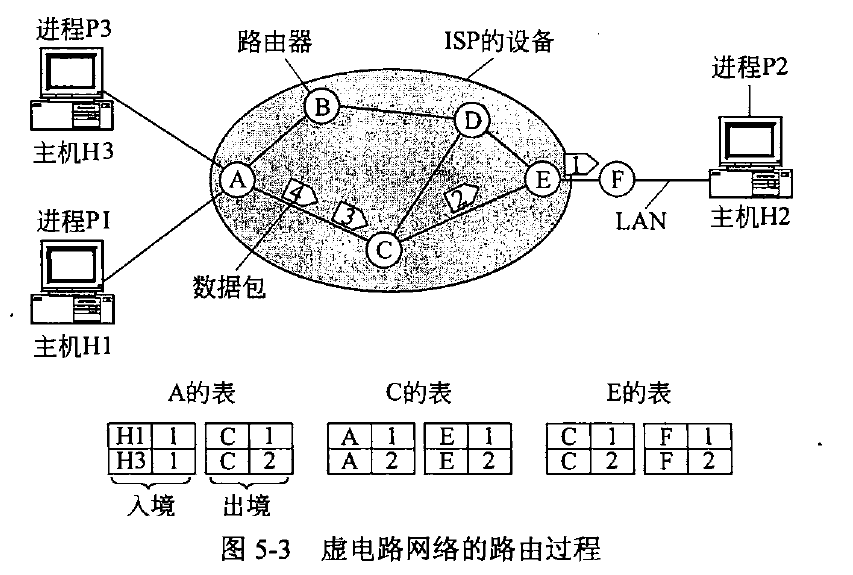 进程P3
路由器
ISP的设备
进程P2
B
D
主机H3
A
E
1
F
4
2
进程P1
3
LAN
主机H2
C
数据包
主机H1
A的表
C的表
E的表
H1 1 C 1 A 1 E 1 C 1 F 1
H3 1 C 2 A 2 E 2 C 2 F 2
入境 出境
图 5-3 虚电路网络的路由过程